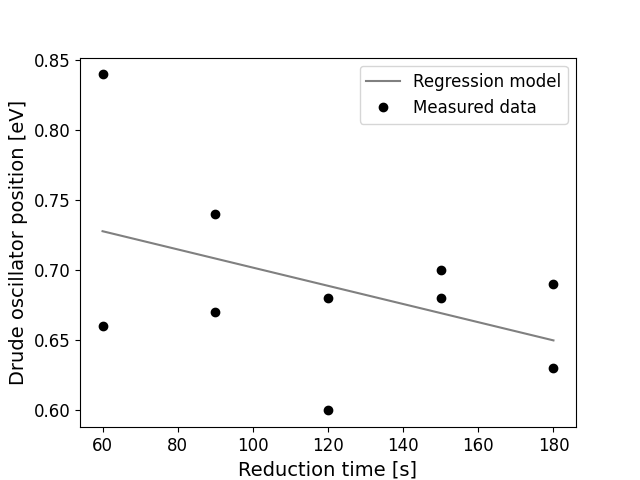 0.85
0.80
0.75
0.70
0.65
0.60
Drude oscillator position [eV]
Regression model
Measured data
60 80 100 120 140 160 180
Reduction time [s]